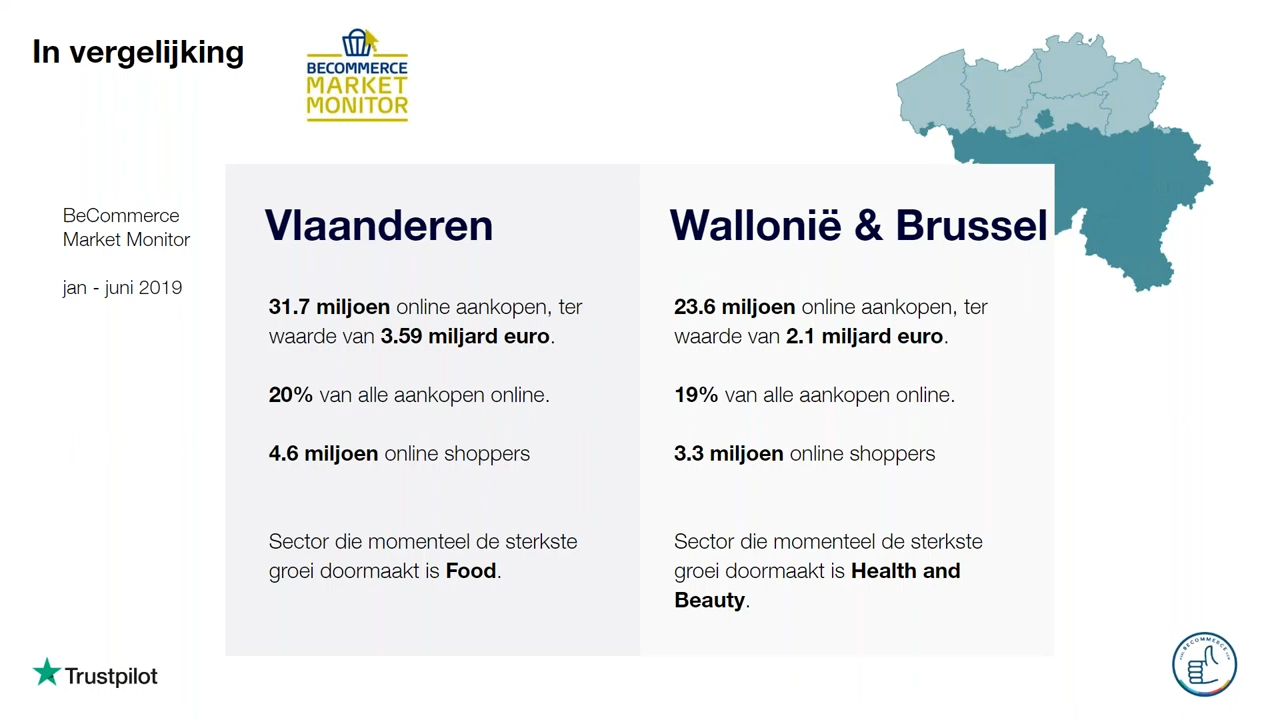 In vergelijking
BECOMMERCE
MARKET
MONITOR
BeCommerce
Market Monitor
jan - juni 2019
Vlaanderen
31.7 miljoen online aankopen, ter
waarde van 3.59 miljard euro.
20% van alle aankopen online.
4.6 miljoen online shoppers
Sector die momenteel de sterkste
groei doormaakt is Food.
Wallonië & Brussel
23.6 miljoen online aankopen, ter
waarde van 2.1 miljard euro.
19% van alle aankopen online.
3.3 miljoen online shoppers
Sector die momenteel de sterkste
groei doormaakt is Health and
Beauty.
Trustpilot
BECOMMERCE